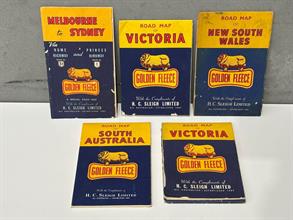 MELBOURNE
to
SYDNEY
Via
HUME
HIGHWAY
and
PRINCES
HIGHWAY
GOLDEN FLEECE
ROAD MAP
VICTORIA
GOLDEN FLEECE
With the Compliments of
H. C. SLEIGH LIMITED
ROAD MAP
OF
NEW SOUTH
WALES
GOLDEN FLEECE
With the Compliments of
H. C. SLEIGH LIMITED
ROAD MAP
SOUTH
AUSTRALIA
GOLDEN FLEECE
With the Compliments of
H. C. SLEIGH LIMITED
ROAD MAP
VICTORIA
GOLDEN FLEECE
With the Compliments of
H. C. SLEIGH LIMITED